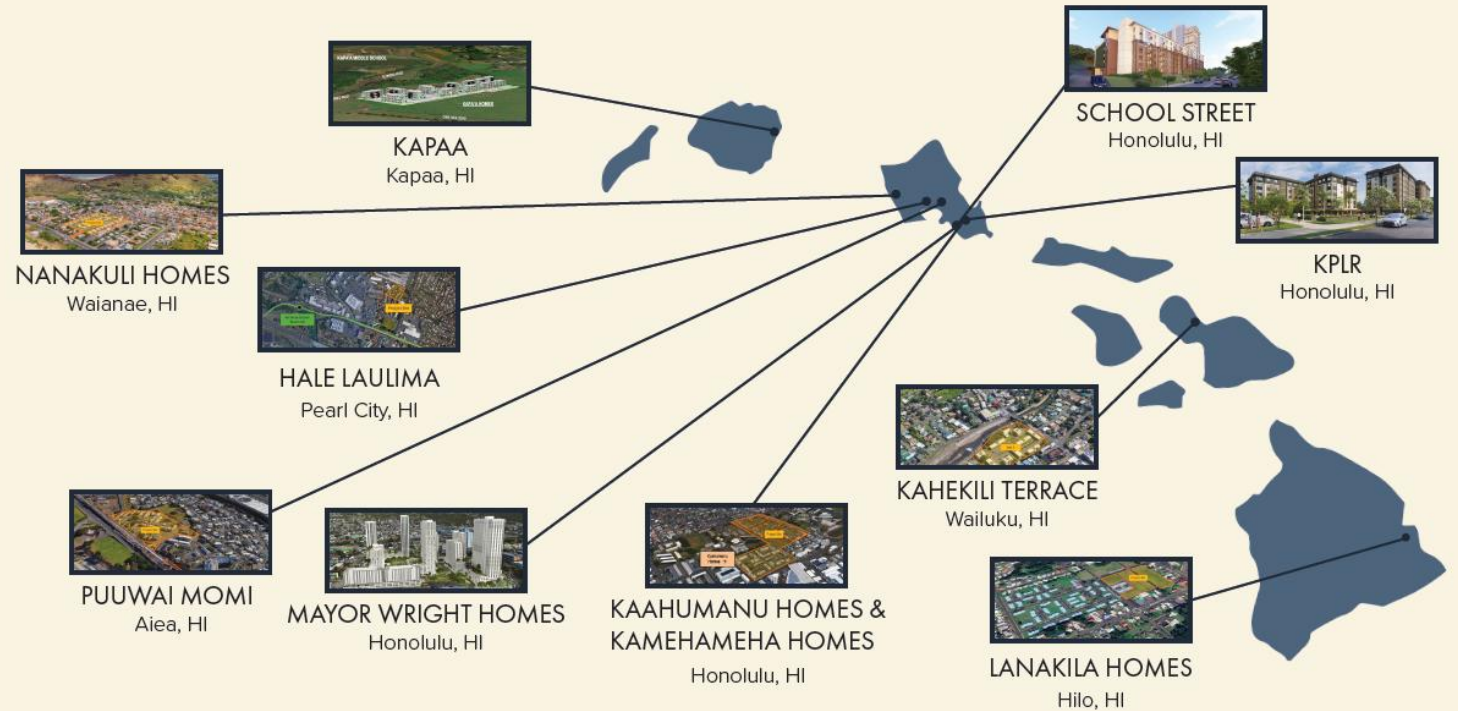 KAPAA
Kapaa, HI
SCHOOL STREET
Honolulu, HI
NANAKULI HOMES
Waianae, HI
KPLR
Honolulu, HI
HALE LAULIMA
Pearl City, HI
KAHEKILI TERRACE
Wailuku, HI
PUUWAI MOMI
Aiea, HI
MAYOR WRIGHT HOMES
Honolulu, HI
KAAHUMANU HOMES &
KAMEHAMEHA HOMES
Honolulu, HI
LANAKILA HOMES
Hilo, HI